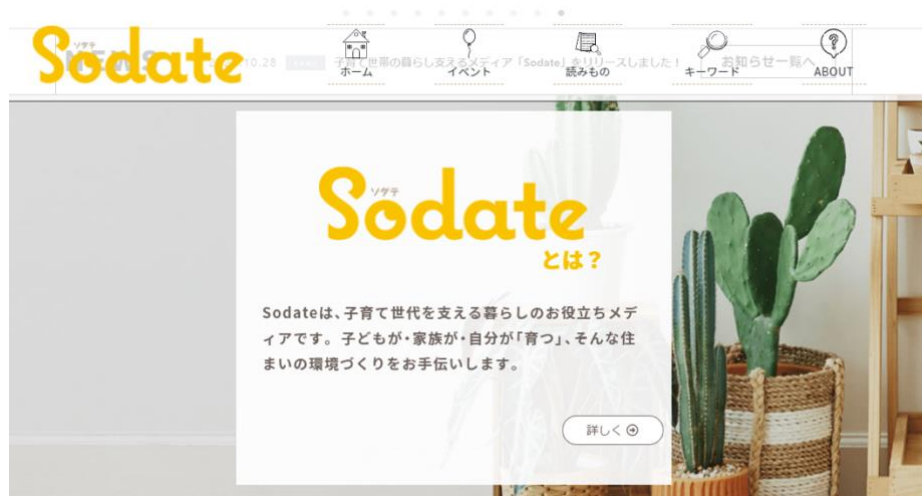 ソダテ
Sodate
NEWS
10.28
子育て世帯の暮らし支えるメディア「Sodate」をリリースしました！
お知らせ一覧へ
ホーム
イベント
読みもの
キーワード
ABOUT
ソダテ
Sodate
とは？
Sodateは、子育て世代を支える暮らしのお役立ちメデ
ィアです。子どもが・家族が・自分が「育つ」、そんな住
まいの環境づくりをお手伝いします。
詳しく